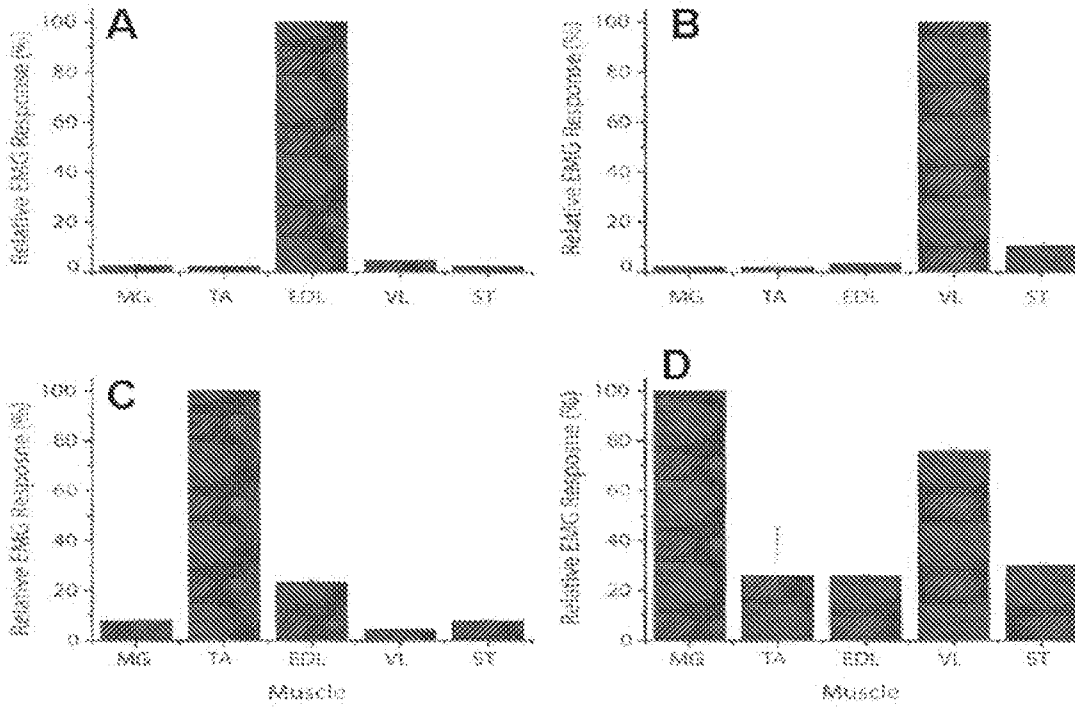 A
Relative EMG Response (%)
100
80
60
40
20
0
MG TA EDL VL ST
B
Relative EMG Response (%)
100
80
60
40
20
0
MG TA EDL VL ST
C
Relative EMG Response (%)
100
80
60
40
20
0
MG TA EDL VL ST
Muscle
D
Relative EMG Response (%)
100
80
60
40
20
0
MG TA EDL VL ST
Muscle